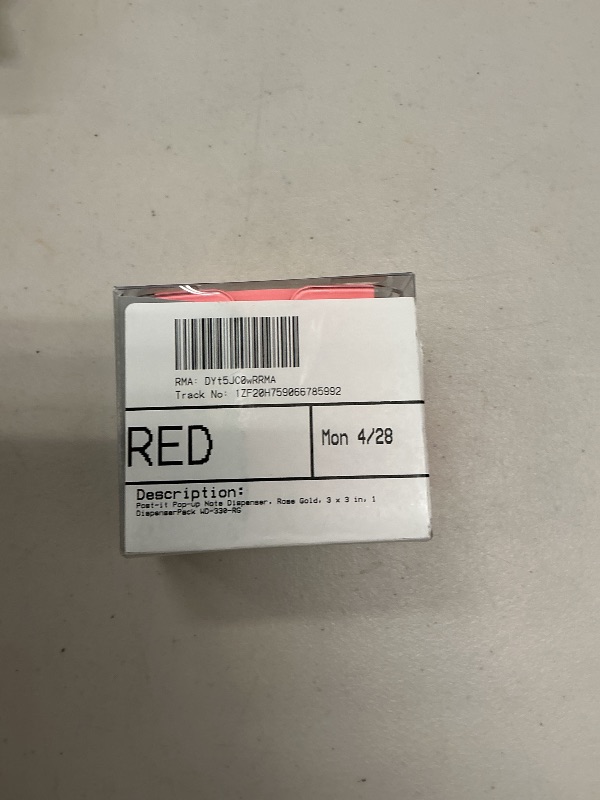 RMA: DYt5JC0wRRMA
Track No: 1ZF20H759066785992
RED
Mon 4/28
Description:
Post-it Pop-up Note Dispenser, Rose Gold, 3 x 3 in, 1
DispenserPack WD-330-RG